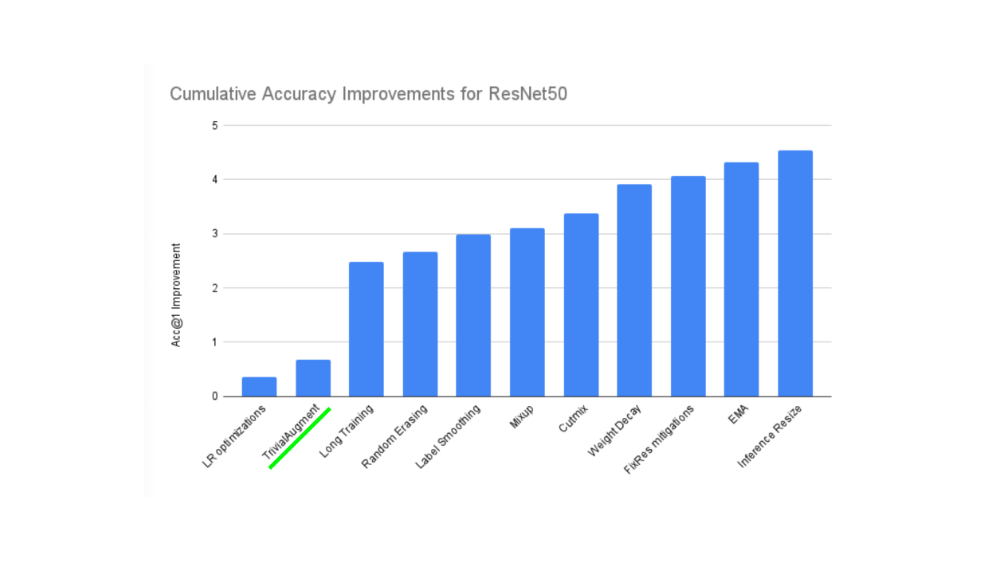 Cumulative Accuracy Improvements for ResNet50
5
4
3
2
1
0
Acc@1 Improvement
LR optimizations
TrivialAugment
Long Training
Random Erasing
Label Smoothing
Mixup
Cutmix
Weight Decay
FixRes mitigations
EMA
Inference Resize